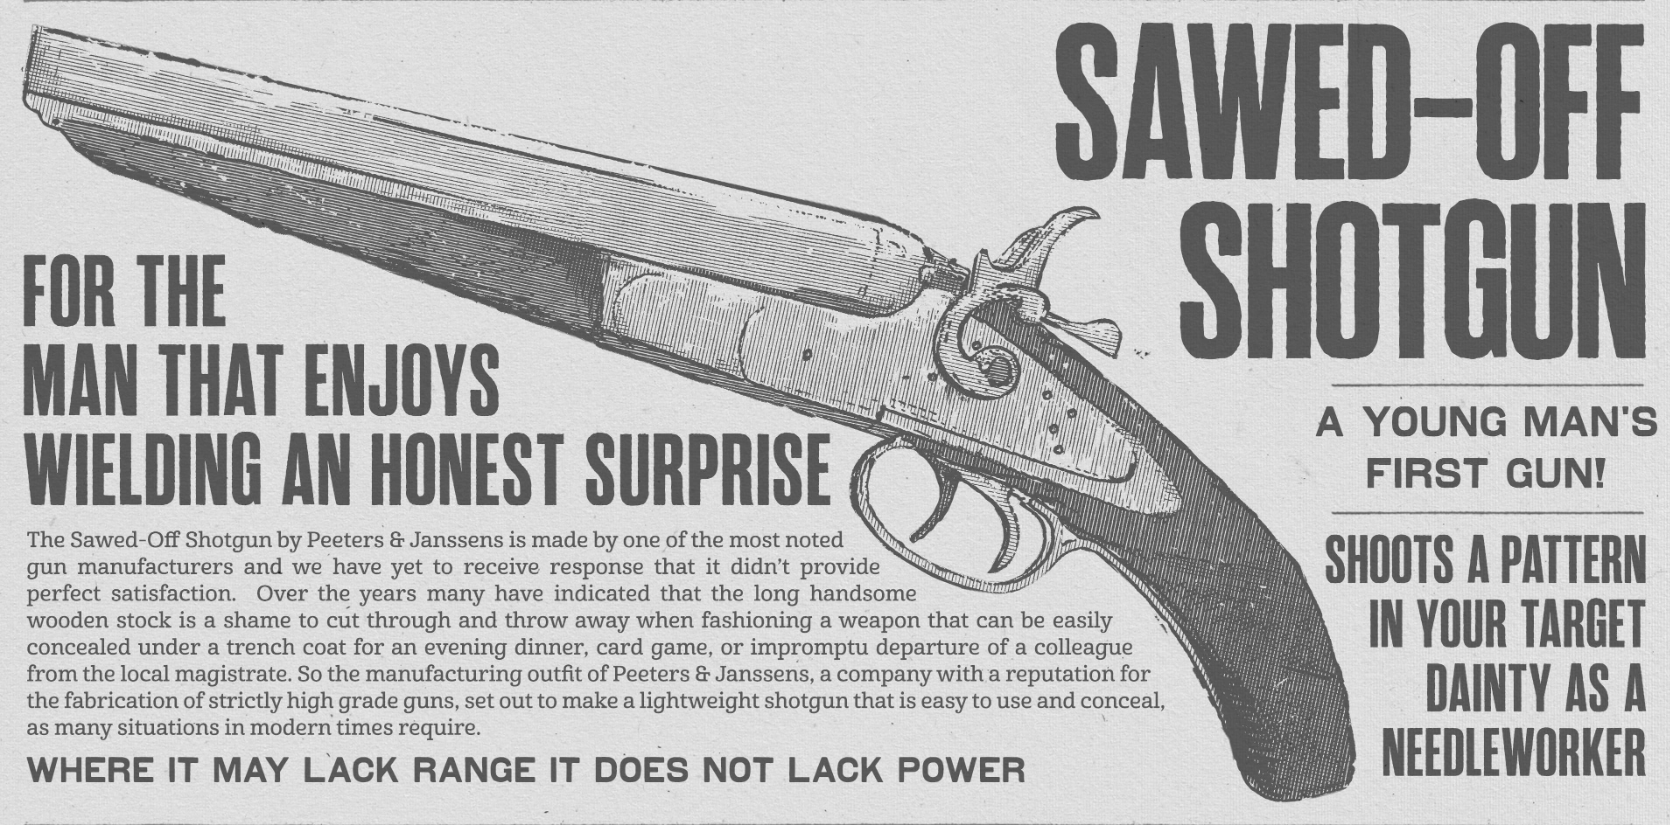 SAWED-OFF
SHOTGUN
FOR THE
MAN THAT ENJOYS
WIELDING AN HONEST SURPRISE
The Sawed-Off Shotgun by Peeters & Janssens is made by one of the most noted
gun manufacturers and we have yet to receive response that it didn't provide
perfect satisfaction. Over the years many have indicated that the long handsome
wooden stock is a shame to cut through and throw away when fashioning a weapon that can be easily
concealed under a trench coat for an evening dinner, card game, or impromptu departure of a colleague
from the local magistrate. So the manufacturing outfit of Peeters & Janssens, a company with a reputation for
the fabrication of strictly high grade guns, set out to make a lightweight shotgun that is easy to use and conceal,
as many situations in modern times require.
WHERE IT MAY LACK RANGE IT DOES NOT LACK POWER
A YOUNG MAN'S
FIRST GUN!
SHOOTS A PATTERN
IN YOUR TARGET
DAINTY AS A
NEEDLEWORKER